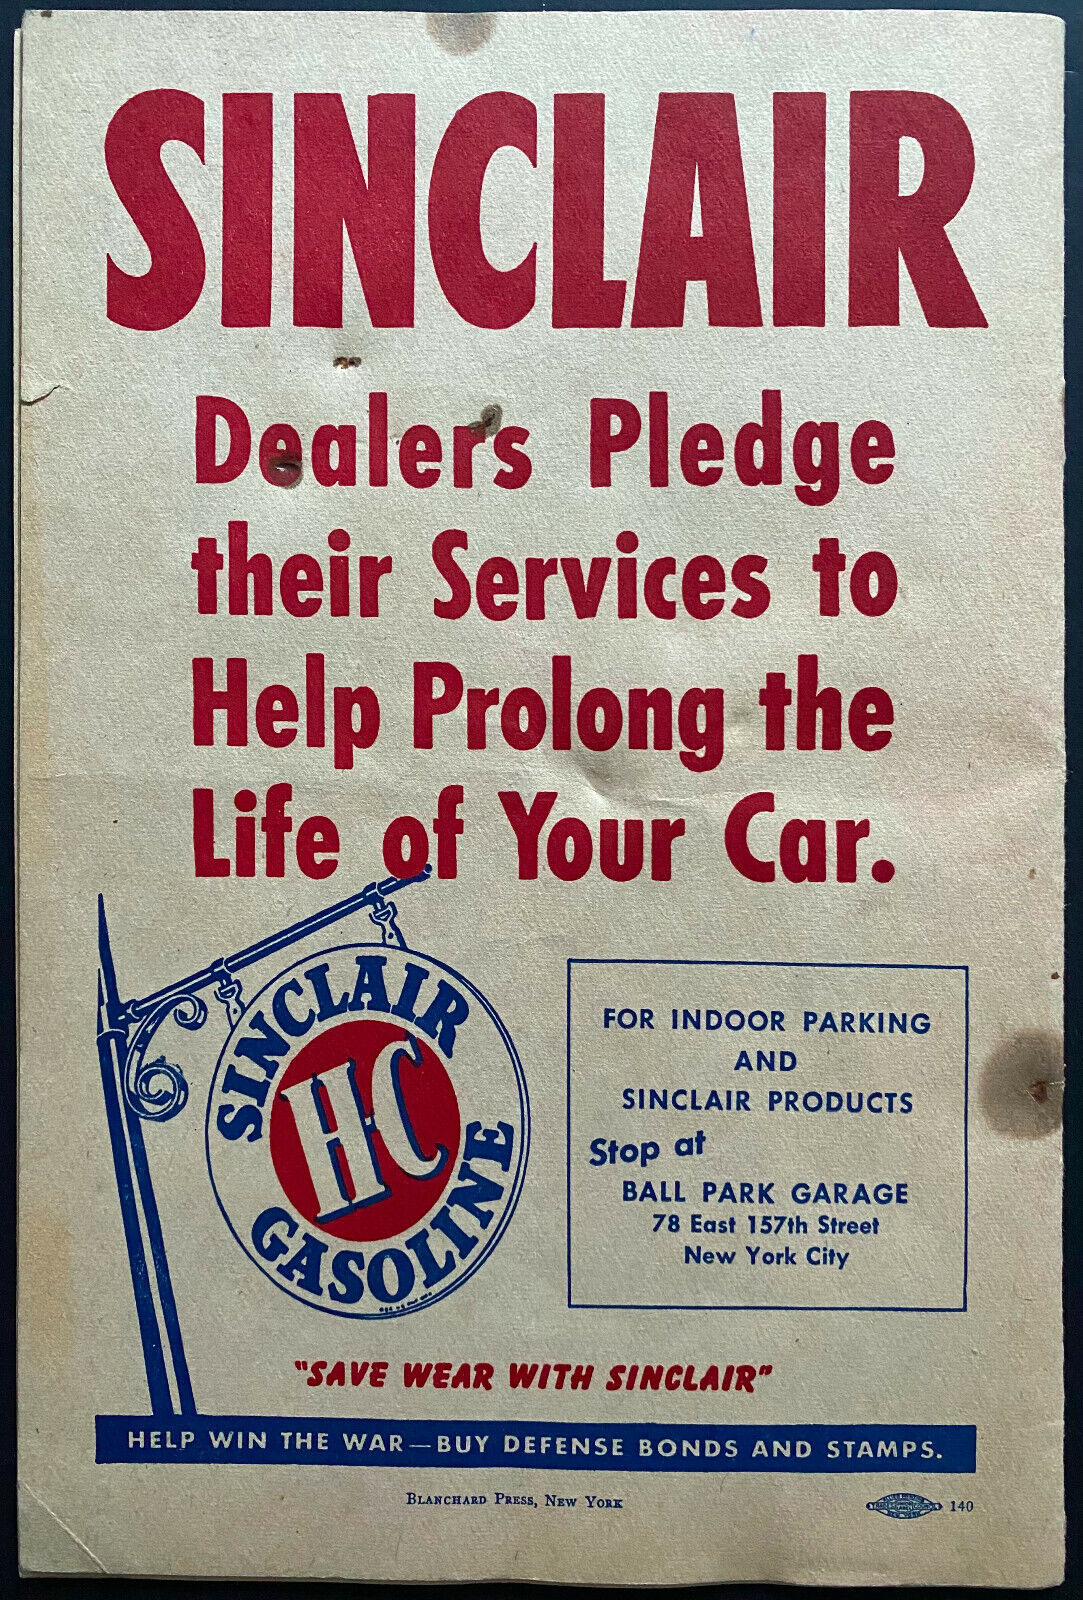 SINCLAIR
Dealers Pledge
their Services to
Help Prolong the
Life of Your Car.
SINCLAIR
H-C
GASOLINE
FOR INDOOR PARKING
AND
SINCLAIR PRODUCTS
Stop at
BALL PARK GARAGE
78 East 157th Street
New York City
"SAVE WEAR WITH SINCLAIR"
HELP WIN THE WAR—BUY DEFENSE BONDS AND STAMPS.
BLANCHARD PRESS, NEW YORK
140